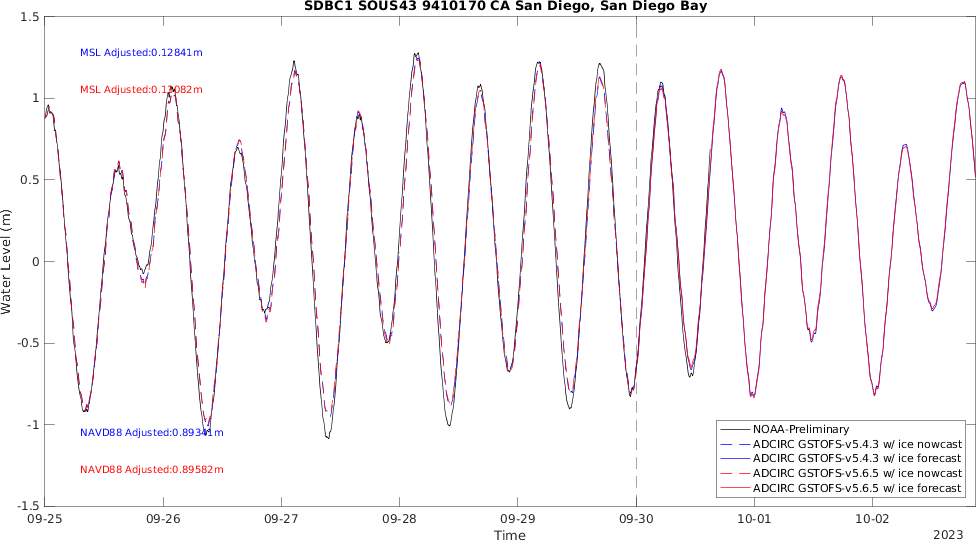 SDBC1 SOUS43 9410170 CA San Diego, San Diego Bay
1.5
MSL Adjusted:0.12841m
MSL Adjusted:0.13082m
1
0.5
0
-0.5
-1
-1.5
Water Level (m)
NAVD88 Adjusted:0.89341m
NAVD88 Adjusted:0.89582m
NOAA-Preliminary
ADCIRC GSTOFS-v5.4.3 w/ ice nowcast
ADCIRC GSTOFS-v5.4.3 w/ ice forecast
ADCIRC GSTOFS-v5.6.5 w/ ice nowcast
ADCIRC GSTOFS-v5.6.5 w/ ice forecast
09-25 09-26 09-27 09-28 09-29 09-30 10-01 10-02
Time
2023